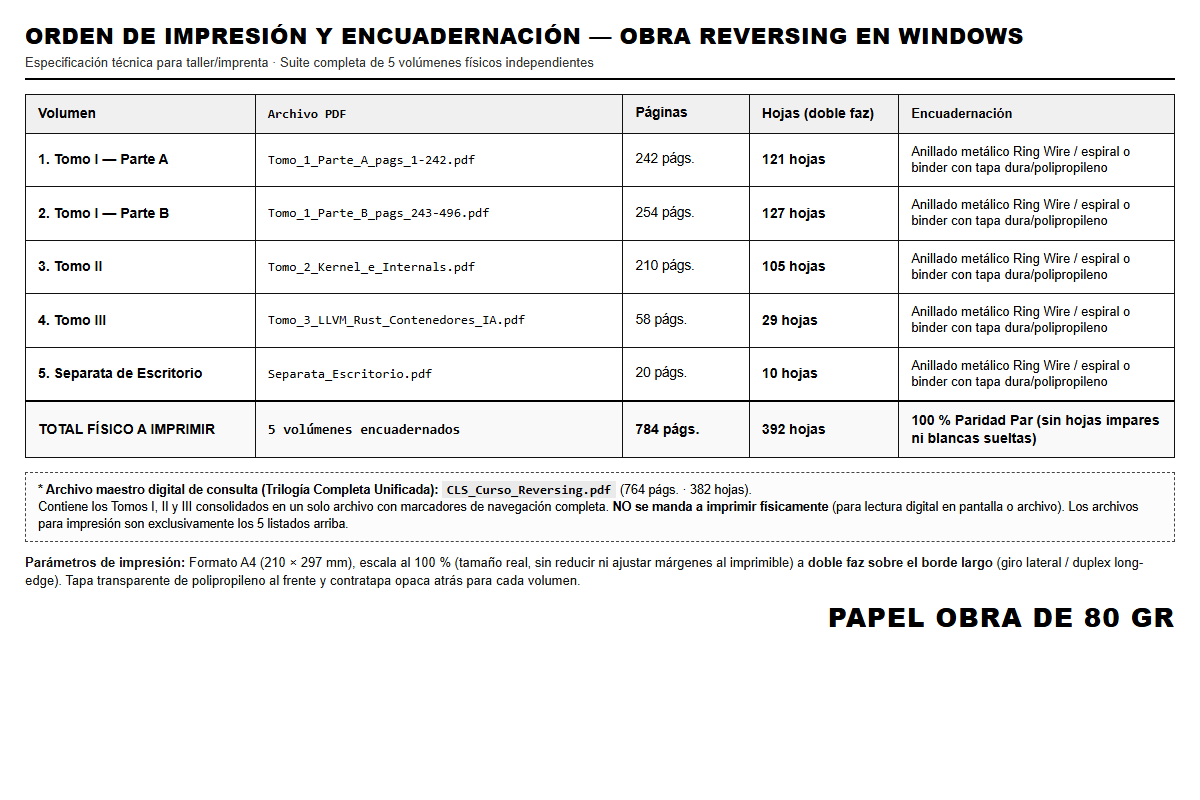 ORDEN DE IMPRESIÓN Y ENCUADERNACIÓN — OBRA REVERSING EN WINDOWS
Especificación técnica para taller/imprenta · Suite completa de 5 volúmenes físicos independientes
Volumen Archivo PDF Páginas Hojas (doble faz) Encuadernación
1. Tomo I — Parte A Tomo_1_Parte_A_pags_1-242.pdf 242 págs. 121 hojas Anillado metálico Ring Wire / espiral o
binder con tapa dura/polipropileno
2. Tomo I — Parte B Tomo_1_Parte_B_pags_243-496.pdf 254 págs. 127 hojas Anillado metálico Ring Wire / espiral o
binder con tapa dura/polipropileno
3. Tomo II Tomo_2_Kernel_e_Internals.pdf 210 págs. 105 hojas Anillado metálico Ring Wire / espiral o
binder con tapa dura/polipropileno
4. Tomo III Tomo_3_LLVM_Rust_Contenedores_IA.pdf 58 págs. 29 hojas Anillado metálico Ring Wire / espiral o
binder con tapa dura/polipropileno
5. Separata de Escritorio Separata_Escritorio.pdf 20 págs. 10 hojas Anillado metálico Ring Wire / espiral o
binder con tapa dura/polipropileno
TOTAL FÍSICO A IMPRIMIR 5 volúmenes encuadernados 784 págs. 392 hojas 100 % Paridad Par (sin hojas impares
ni blancas sueltas)
* Archivo maestro digital de consulta (Trilogía Completa Unificada): CLS_Curso_Reversing.pdf (764 págs. · 382 hojas).
Contiene los Tomos I, II y III consolidados en un solo archivo con marcadores de navegación completa. NO se manda a imprimir físicamente (para lectura digital en pantalla o archivo). Los archivos
para impresión son exclusivamente los 5 listados arriba.
Parámetros de impresión: Formato A4 (210 × 297 mm), escala al 100 % (tamaño real, sin reducir ni ajustar márgenes al imprimible) a doble faz sobre el borde largo (giro lateral / duplex long-
edge). Tapa transparente de polipropileno al frente y contratapa opaca atrás para cada volumen.
PAPEL OBRA DE 80 GR